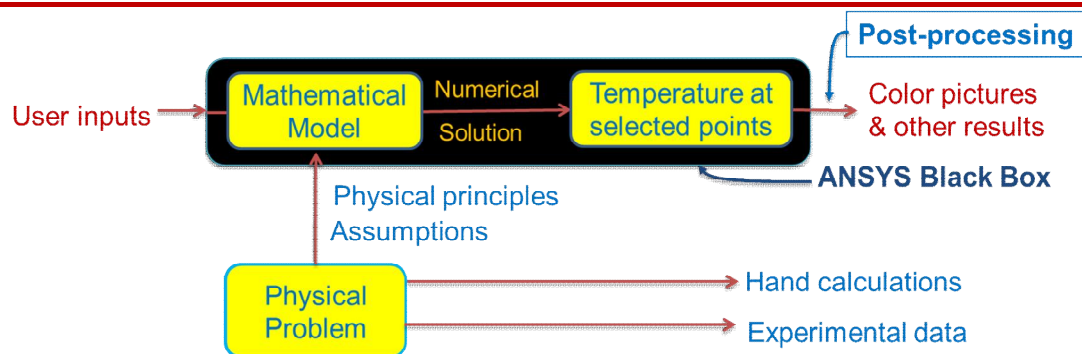 Post-processing
User inputs
Mathematical
Model
Numerical
Solution
Temperature at
selected points
Color pictures
& other results
ANSYS Black Box
Physical principles
Assumptions
Physical
Problem
Hand calculations
Experimental data